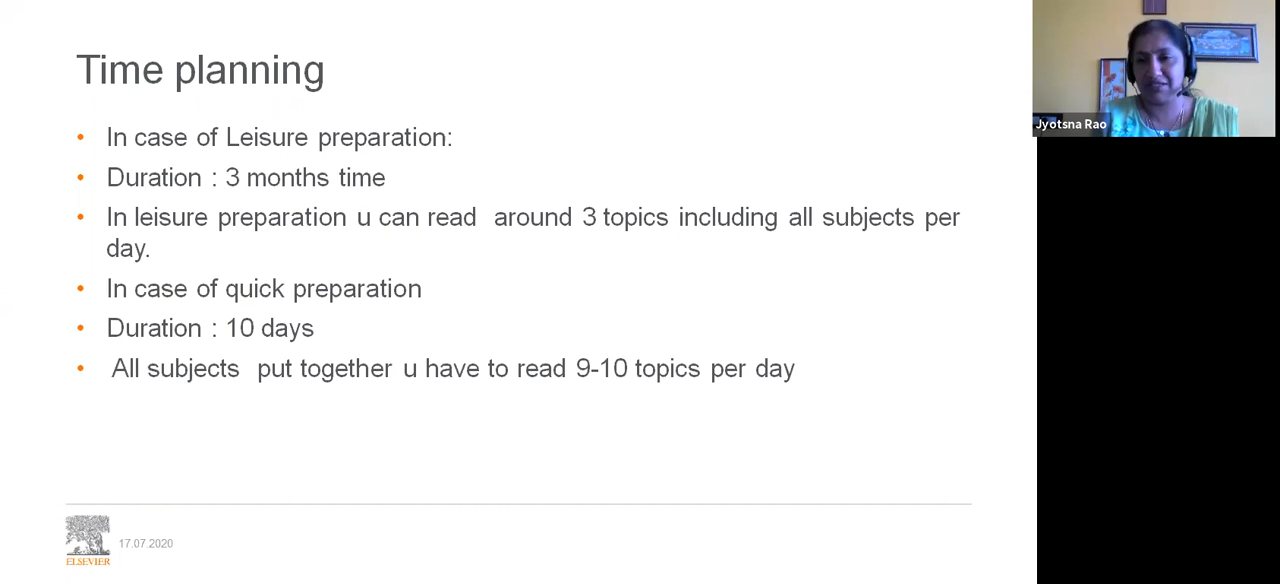 Time planning
• In case of Leisure preparation:
• Duration : 3 months time
• In leisure preparation u can read around 3 topics including all subjects per
day.
• In case of quick preparation
• Duration : 10 days
• All subjects put together u have to read 9-10 topics per day
ELSEVIER
17.07.2020
Jyotsna Rao